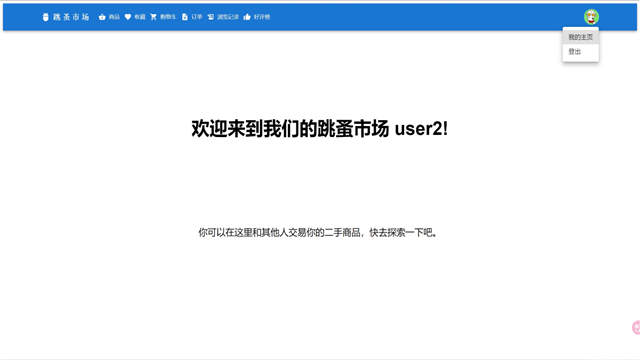 跳蚤市场 商品 收藏 购物车 订单 浏览记录 好评榜
我的主页
登出
欢迎来到我们的跳蚤市场 user2!
你可以在这里和其他人交易你的二手商品，快去探索一下吧。